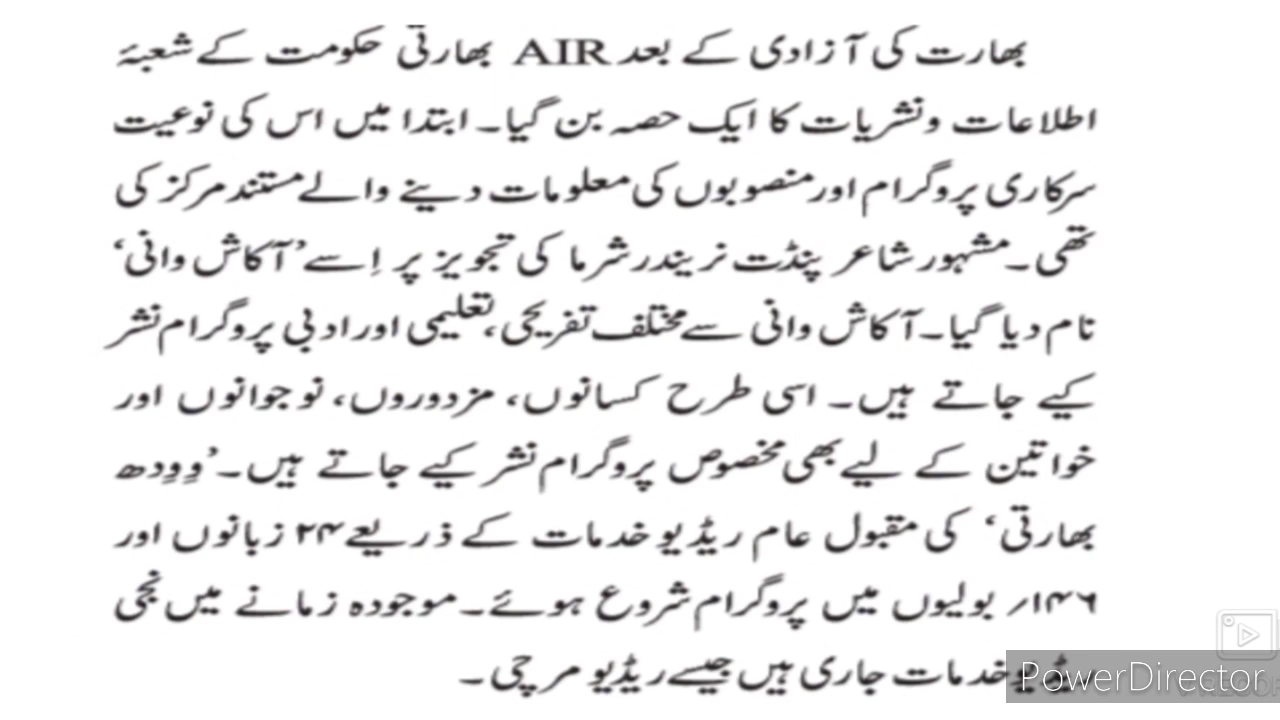 بھارت کی آزادی کے بعد AIR بھارتی حکومت کے شعبۂ
اطلاعات ونشریات کا ایک حصہ بن گیا۔ ابتدا میں اس کی نوعیت
سرکاری پروگرام اور منصوبوں کی معلومات دینے والے مستند مرکز کی
تھی۔ مشہور شاعر پنڈت نریندر شرما کی تجویز پر اِسے ’آکاش وانی‘
نام دیا گیا۔ آکاش وانی سے مختلف تفریحی، تعلیمی اور ادبی پروگرام نشر
کیے جاتے ہیں۔ اسی طرح کسانوں، مزدوروں، نوجوانوں اور
خواتین کے لیے بھی مخصوص پروگرام نشر کیے جاتے ہیں۔ ’وِوِدھ
بھارتی‘ کی مقبول عام ریڈیو خدمات کے ذریعے ۲۴ زبانوں اور
۱۴۶؍ بولیوں میں پروگرام شروع ہوئے۔ موجودہ زمانے میں نجی
ریڈیو خدمات جاری ہیں جیسے ریڈیو مرچی۔
PowerDirector